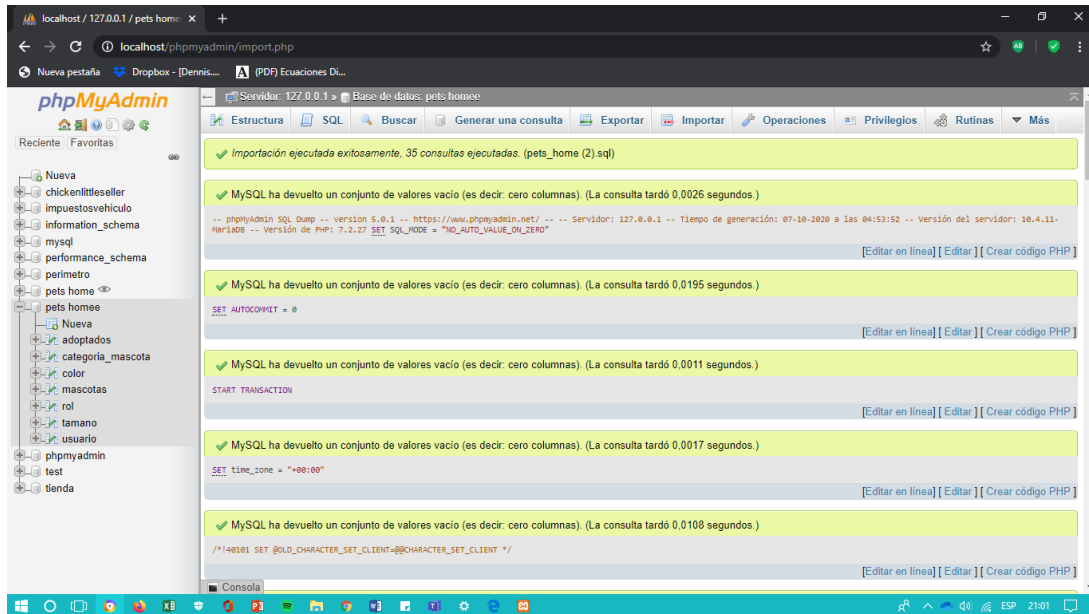 localhost / 127.0.0.1 / pets home
localhost/phpmyadmin/import.php
AB
Nueva pestaña
Dropbox - [Dennis....
(PDF) Ecuaciones Di...
phpMyAdmin
Reciente
Favoritas
Nueva
chickenlittleseller
impuestosvehiculo
information_schema
mysql
performance_schema
perimetro
pets home
pets homee
Nueva
adoptados
categoria_mascota
color
mascotas
rol
tamano
usuario
phpmyadmin
test
tienda
Servidor: 127.0.0.1 » Base de datos: pets homee
Estructura
SQL
Buscar
Generar una consulta
Exportar
Importar
Operaciones
Privilegios
Rutinas
Más
Importación ejecutada exitosamente, 35 consultas ejecutadas. (pets_home (2).sql)
MySQL ha devuelto un conjunto de valores vacío (es decir: cero columnas). (La consulta tardó 0,0026 segundos.)
-- phpMyAdmin SQL Dump -- version 5.0.1 -- https://www.phpmyadmin.net/ -- -- Servidor: 127.0.0.1 -- Tiempo de generación: 07-10-2020 a las 04:53:52 -- Versión del servidor: 10.4.11-
MariaDB -- Versión de PHP: 7.2.27 SET SQL_MODE = "NO_AUTO_VALUE_ON_ZERO"
[Editar en línea] [ Editar ] [ Crear código PHP ]
MySQL ha devuelto un conjunto de valores vacío (es decir: cero columnas). (La consulta tardó 0,0195 segundos.)
SET AUTOCOMMIT = 0
[Editar en línea] [ Editar ] [ Crear código PHP ]
MySQL ha devuelto un conjunto de valores vacío (es decir: cero columnas). (La consulta tardó 0,0011 segundos.)
START TRANSACTION
[Editar en línea] [ Editar ] [ Crear código PHP ]
MySQL ha devuelto un conjunto de valores vacío (es decir: cero columnas). (La consulta tardó 0,0017 segundos.)
SET time_zone = "+00:00"
[Editar en línea] [ Editar ] [ Crear código PHP ]
MySQL ha devuelto un conjunto de valores vacío (es decir: cero columnas). (La consulta tardó 0,0108 segundos.)
/*!40101 SET @OLD_CHARACTER_SET_CLIENT=@@CHARACTER_SET_CLIENT */
[Editar en línea] [ Editar ] [ Crear código PHP ]
Consola
ESP
21:01